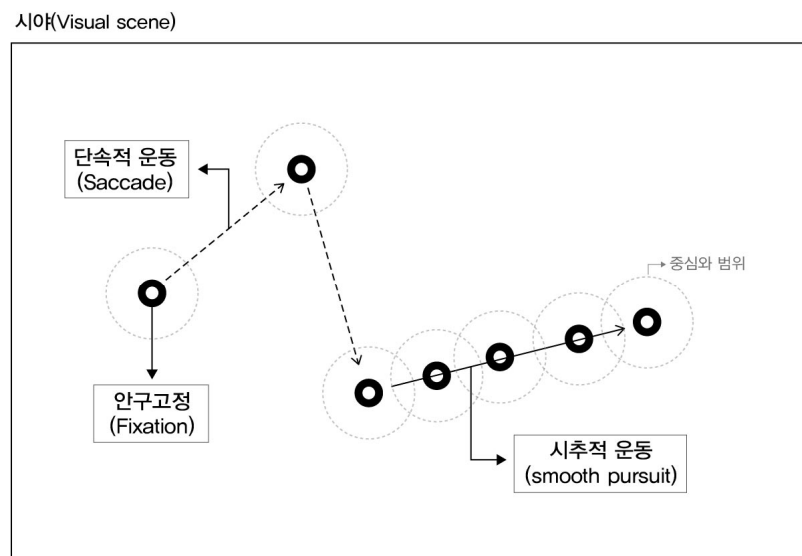 시야(Visual scene)
단속적 운동
(Saccade)
중심와 범위
안구고정
(Fixation)
시추적 운동
(smooth pursuit)